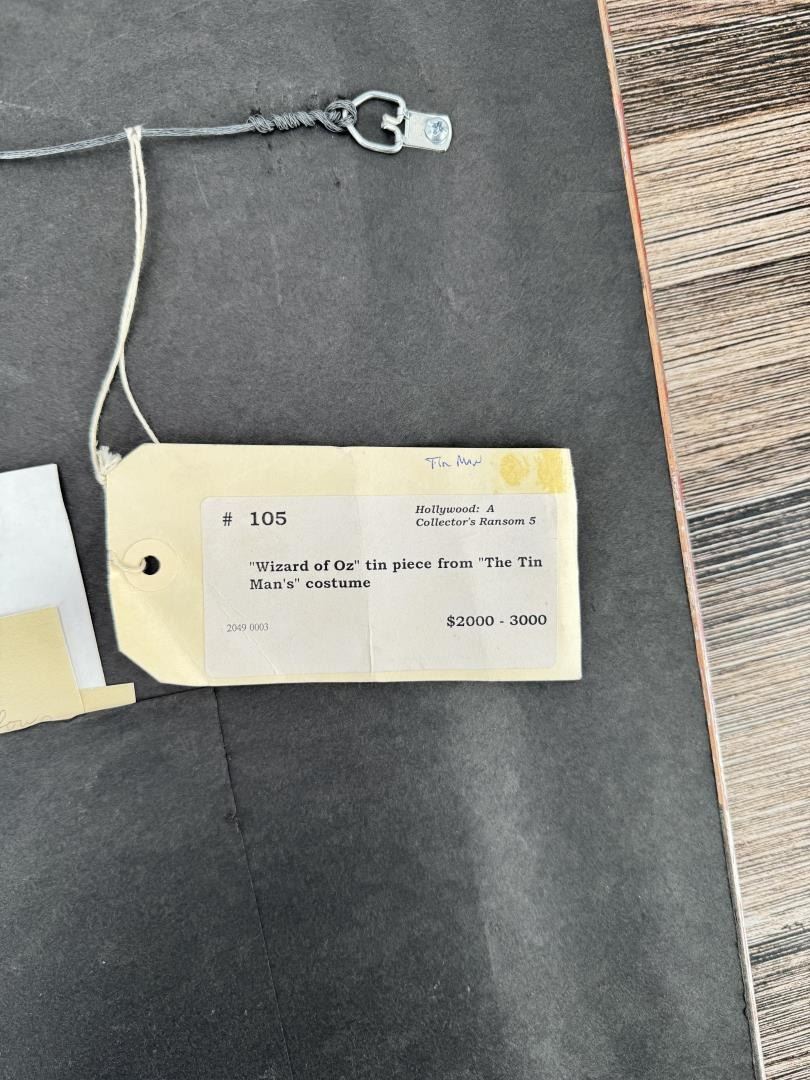 Tin Man
# 105
Hollywood: A
Collector's Ransom 5
"Wizard of Oz" tin piece from "The Tin
Man's" costume
2049 0003
$2000 - 3000